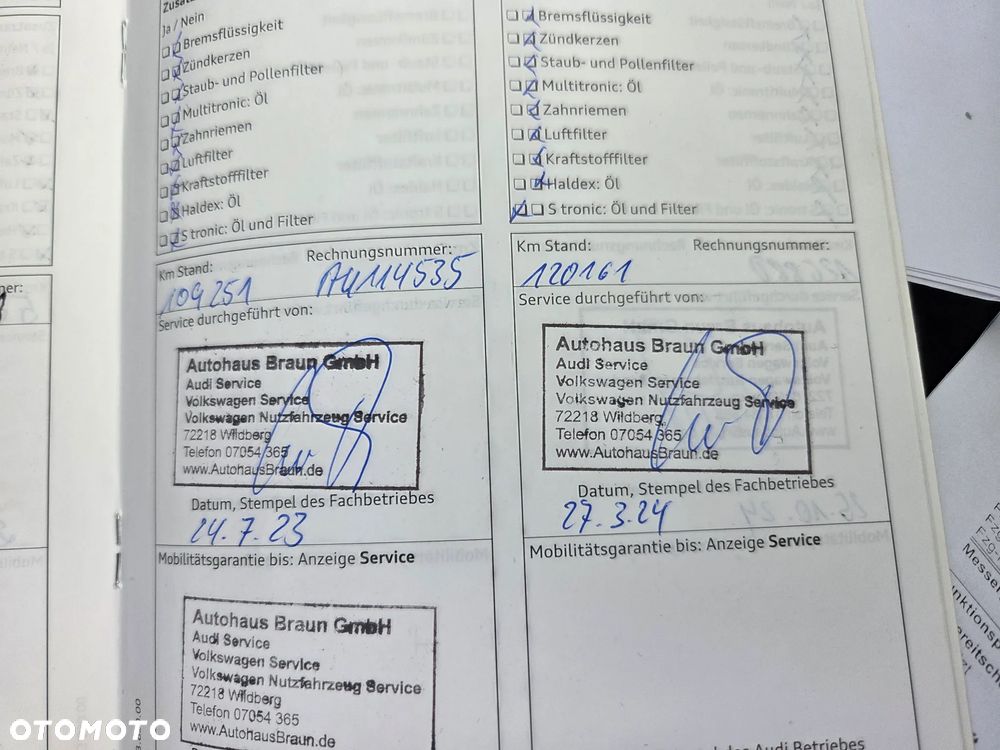 Ja / Nein
Bremsflüssigkeit
Zündkerzen
Staub- und Pollenfilter
Multitronic: Öl
Zahnriemen
Luftfilter
Kraftstofffilter
Haldex: Öl
S tronic: Öl und Filter
Km Stand:
Rechnungsnummer:
109251
AU114535
Service durchgeführt von:
Autohaus Braun GmbH
Audi Service
Volkswagen Service
Volkswagen Nutzfahrzeug Service
72218 Wildberg
Telefon 07054 365
www.AutohausBraun.de
Datum, Stempel des Fachbetriebes
24.7.23
Mobilitätsgarantie bis: Anzeige Service
Autohaus Braun GmbH
Audi Service
Volkswagen Service
Volkswagen Nutzfahrzeug Service
72218 Wildberg
Telefon 07054 365
www.AutohausBraun.de
Bremsflüssigkeit
Zündkerzen
Staub- und Pollenfilter
Multitronic: Öl
Zahnriemen
Luftfilter
Kraftstofffilter
Haldex: Öl
S tronic: Öl und Filter
Km Stand:
Rechnungsnummer:
120161
Service durchgeführt von:
Autohaus Braun GmbH
Audi Service
Volkswagen Service
Volkswagen Nutzfahrzeug Service
72218 Wildberg
Telefon 07054 365
www.AutohausBraun.de
Datum, Stempel des Fachbetriebes
27.3.24
Mobilitätsgarantie bis: Anzeige Service
des Audi Betriebes
OTOMOTO